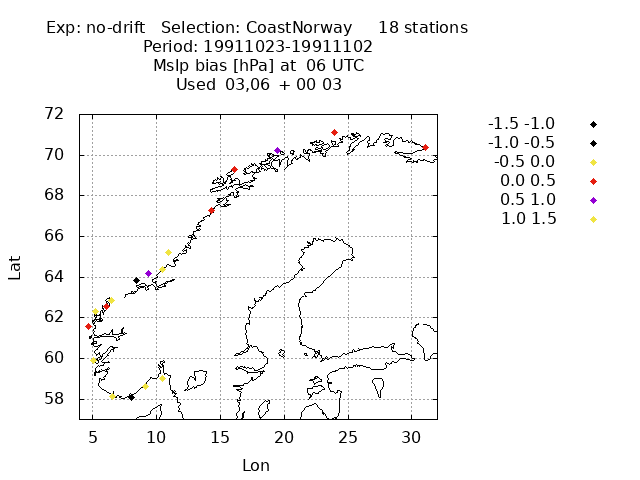 Exp: no-drift   Selection: CoastNorway     18 stations
Period: 19911023-19911102
Mslp bias [hPa] at  06 UTC
Used  03,06  + 00 03
72
70
68
66
64
62
60
58
5 10 15 20 25 30
Lat
Lon
-1.5 -1.0
-1.0 -0.5
-0.5 0.0
0.0 0.5
0.5 1.0
1.0 1.5